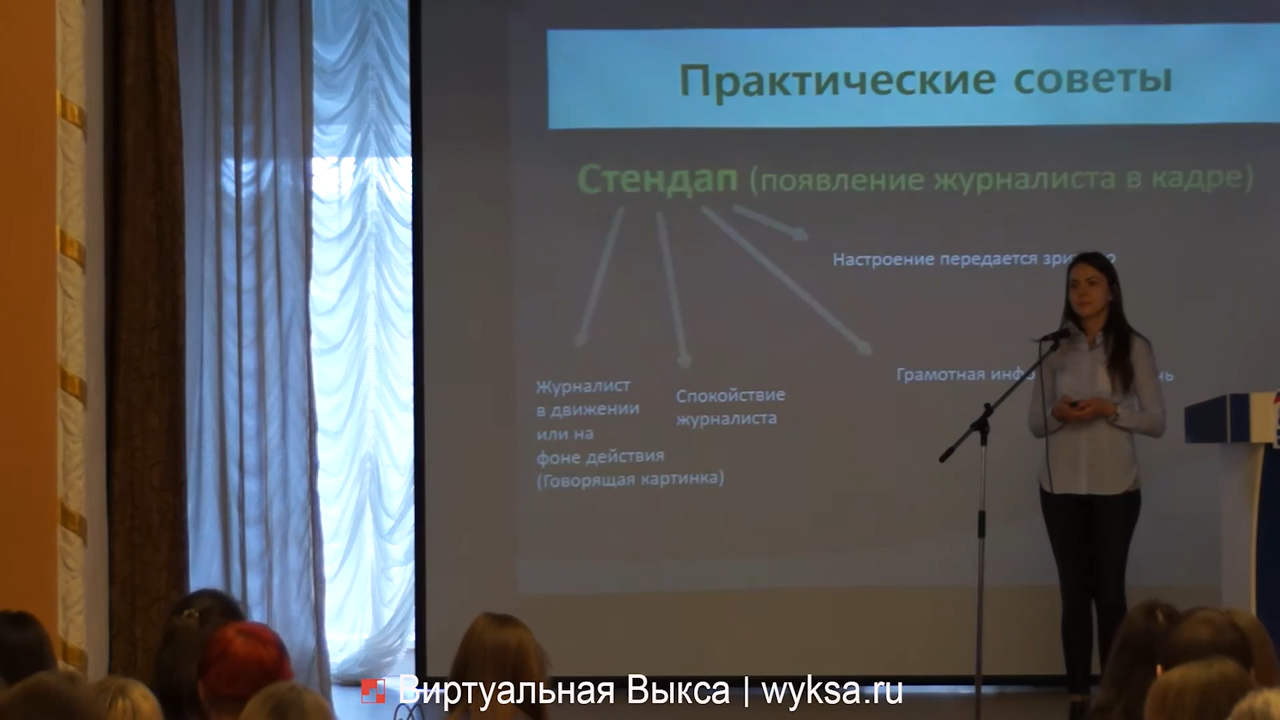 Практические советы
Стендап (появление журналиста в кадре)
Настроение передается
Грамотная
Журналист
в движении
или на
фоне действия
(Говорящая картинка)
Спокойствие
журналиста
Виртуальная Выкса | wyksa.ru